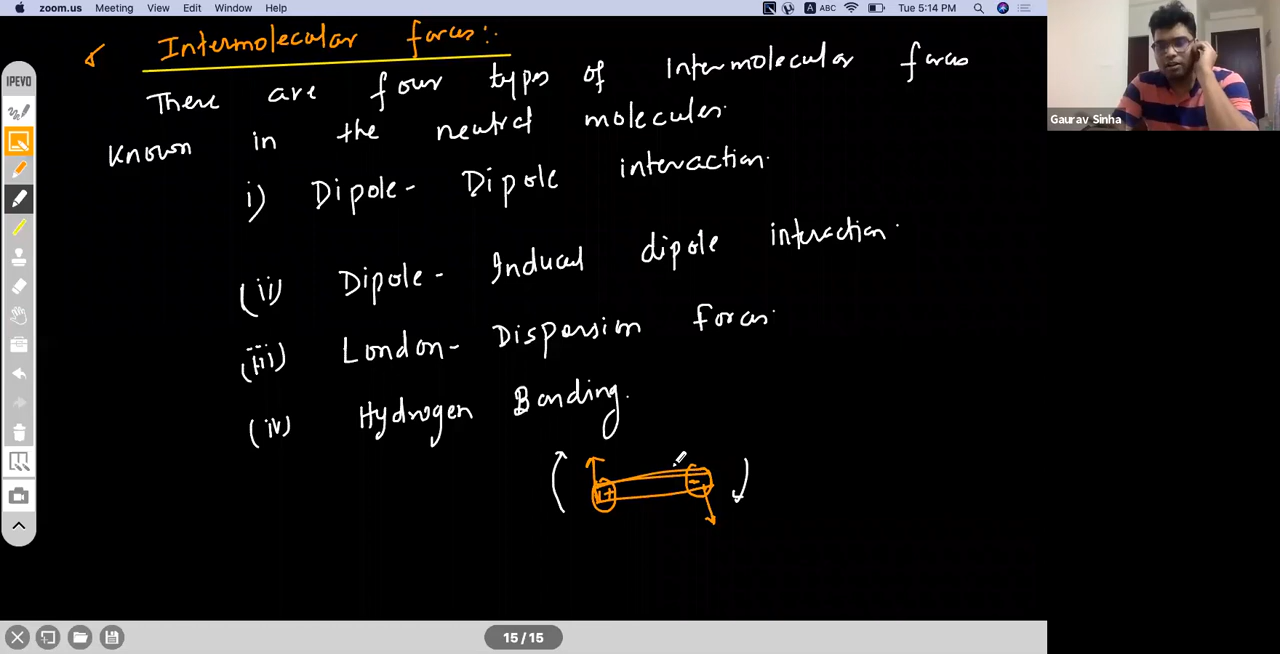 zoom.us Meeting View Edit Window Help
A ABC Tue 5:14 PM
Intermolecular forces:.
There are four types of Intermolecular forces
Known in the neutral molecules.
i) Dipole- Dipole interaction.
(ii) Dipole- Induced dipole interaction.
(iii) London- Dispersion forces.
(iv) Hydrogen Bonding.
+ -
IPEVO
Gaurav Sinha
15 / 15